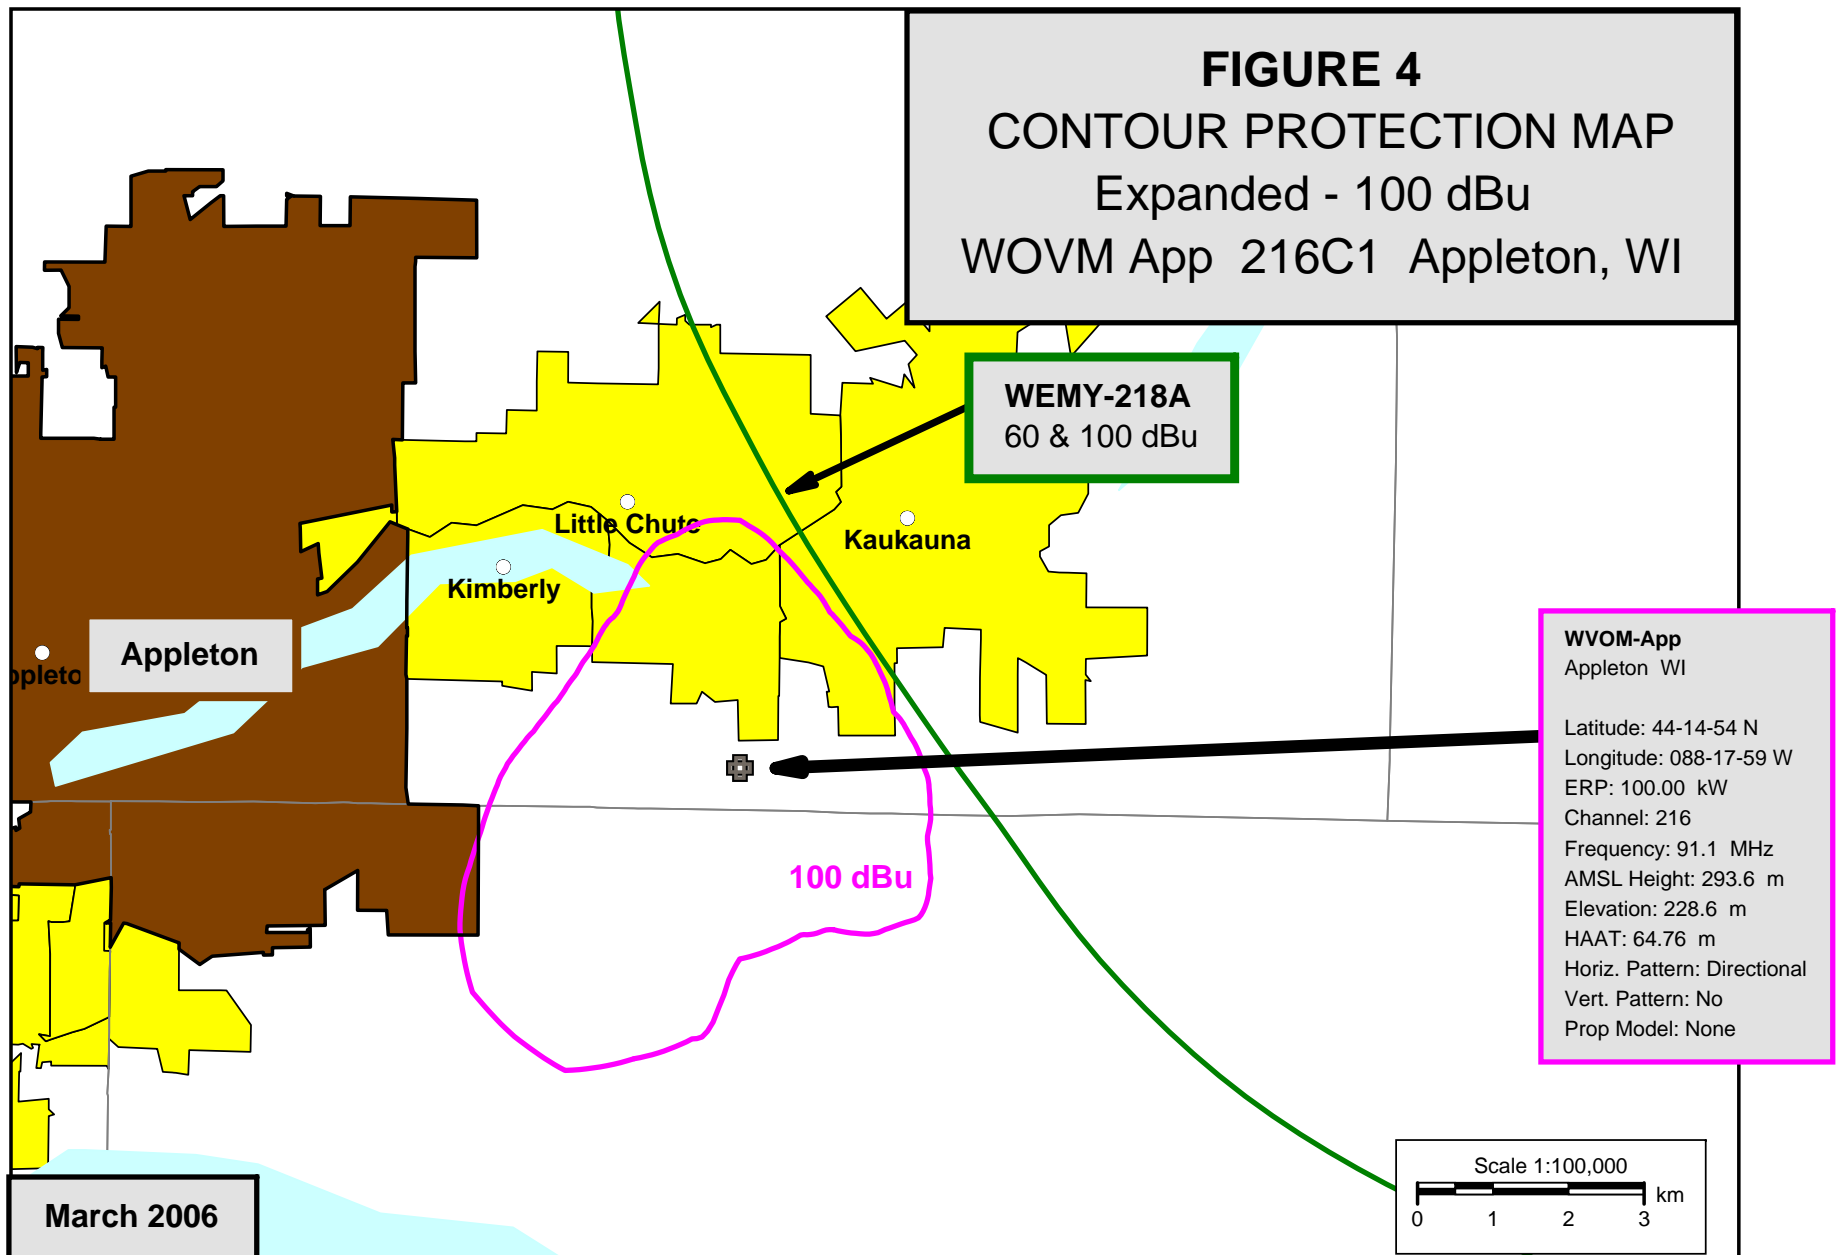 FIGURE 4
CONTOUR PROTECTION MAP
Expanded - 100 dBu
WOVM App 216C1 Appleton, WI
WEMY-218A
60 & 100 dBu
Little Chute
Kaukauna
Kimberly
Appleton
ppleto
WVOM-App
Appleton WI
Latitude: 44-14-54 N
Longitude: 088-17-59 W
ERP: 100.00 kW
Channel: 216
Frequency: 91.1 MHz
AMSL Height: 293.6 m
Elevation: 228.6 m
HAAT: 64.76 m
Horiz. Pattern: Directional
Vert. Pattern: No
Prop Model: None
100 dBu
Scale 1:100,000
km
0 1 2 3
March 2006